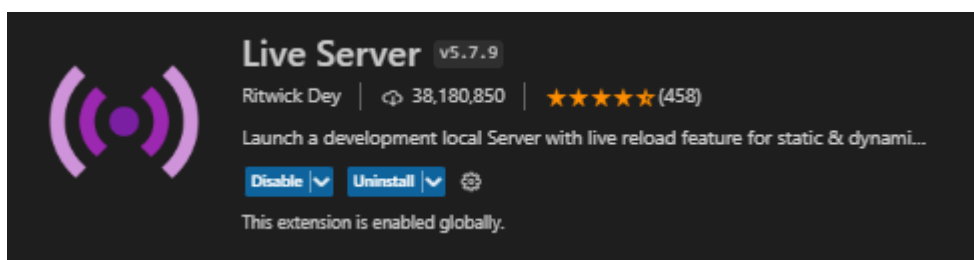 Live Server v5.7.9
Ritwick Dey 38,180,850 (458)
Launch a development local Server with live reload feature for static & dynami...
Disable Uninstall
This extension is enabled globally.